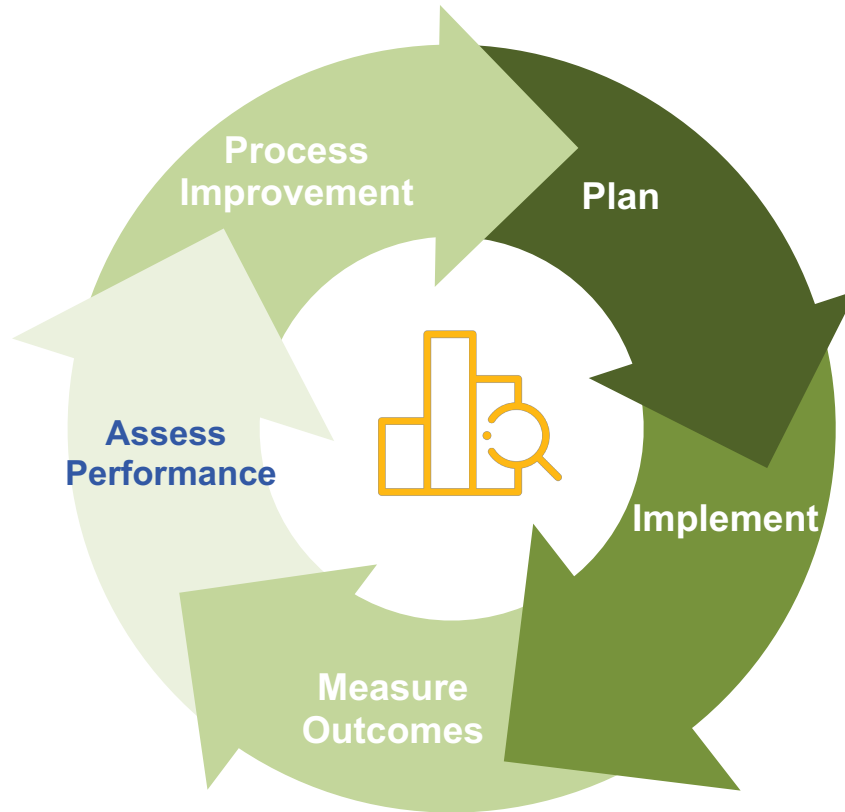 Process
Improvement
Plan
Assess
Performance
Implement
Measure
Outcomes